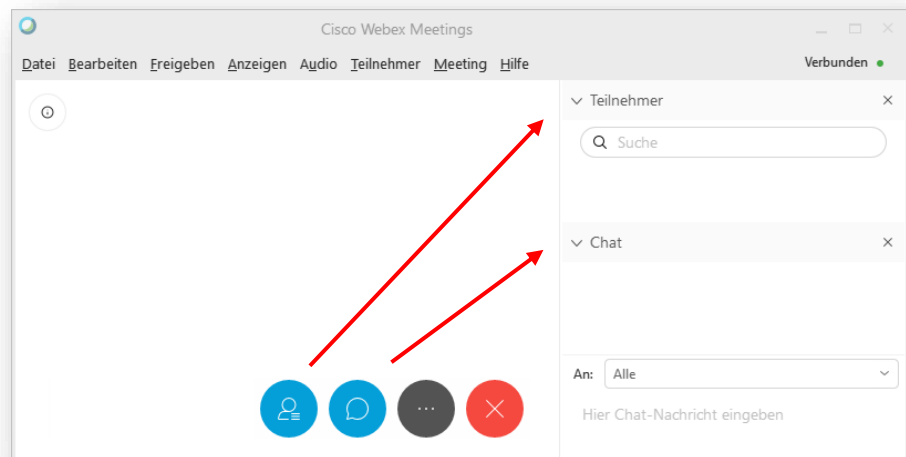 Cisco Webex Meetings
Datei Bearbeiten Freigeben Anzeigen Audio Teilnehmer Meeting Hilfe Verbunden
Teilnehmer
Suche
Chat
An: Alle
Hier Chat-Nachricht eingeben